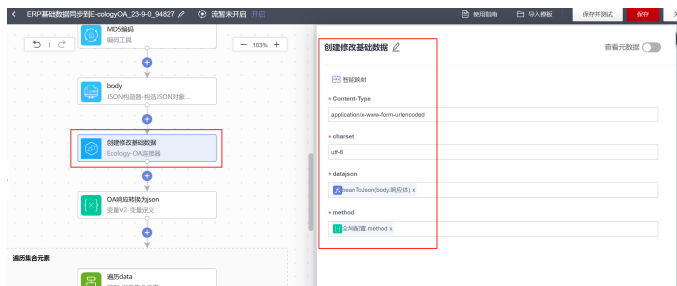 ERP基础数据同步到E-cologyOA_23-9-0_94827
流暂未开启 开启
使用指南
导入模板
保存并测试
保存
MD5编码
编码工具
103%
body
JSON构造器-构造JSON对象...
创建修改基础数据
Ecology-OA连接器
OA响应转换为json
变量V2-变量定义
遍历集合元素
遍历data
创建修改基础数据
查看元数据
智能映射
* Content-Type
application/x-www-form-urlencoded
* charset
utf-8
* datajson
beanToJson(body.响应体) x
* method
全局配置.method x